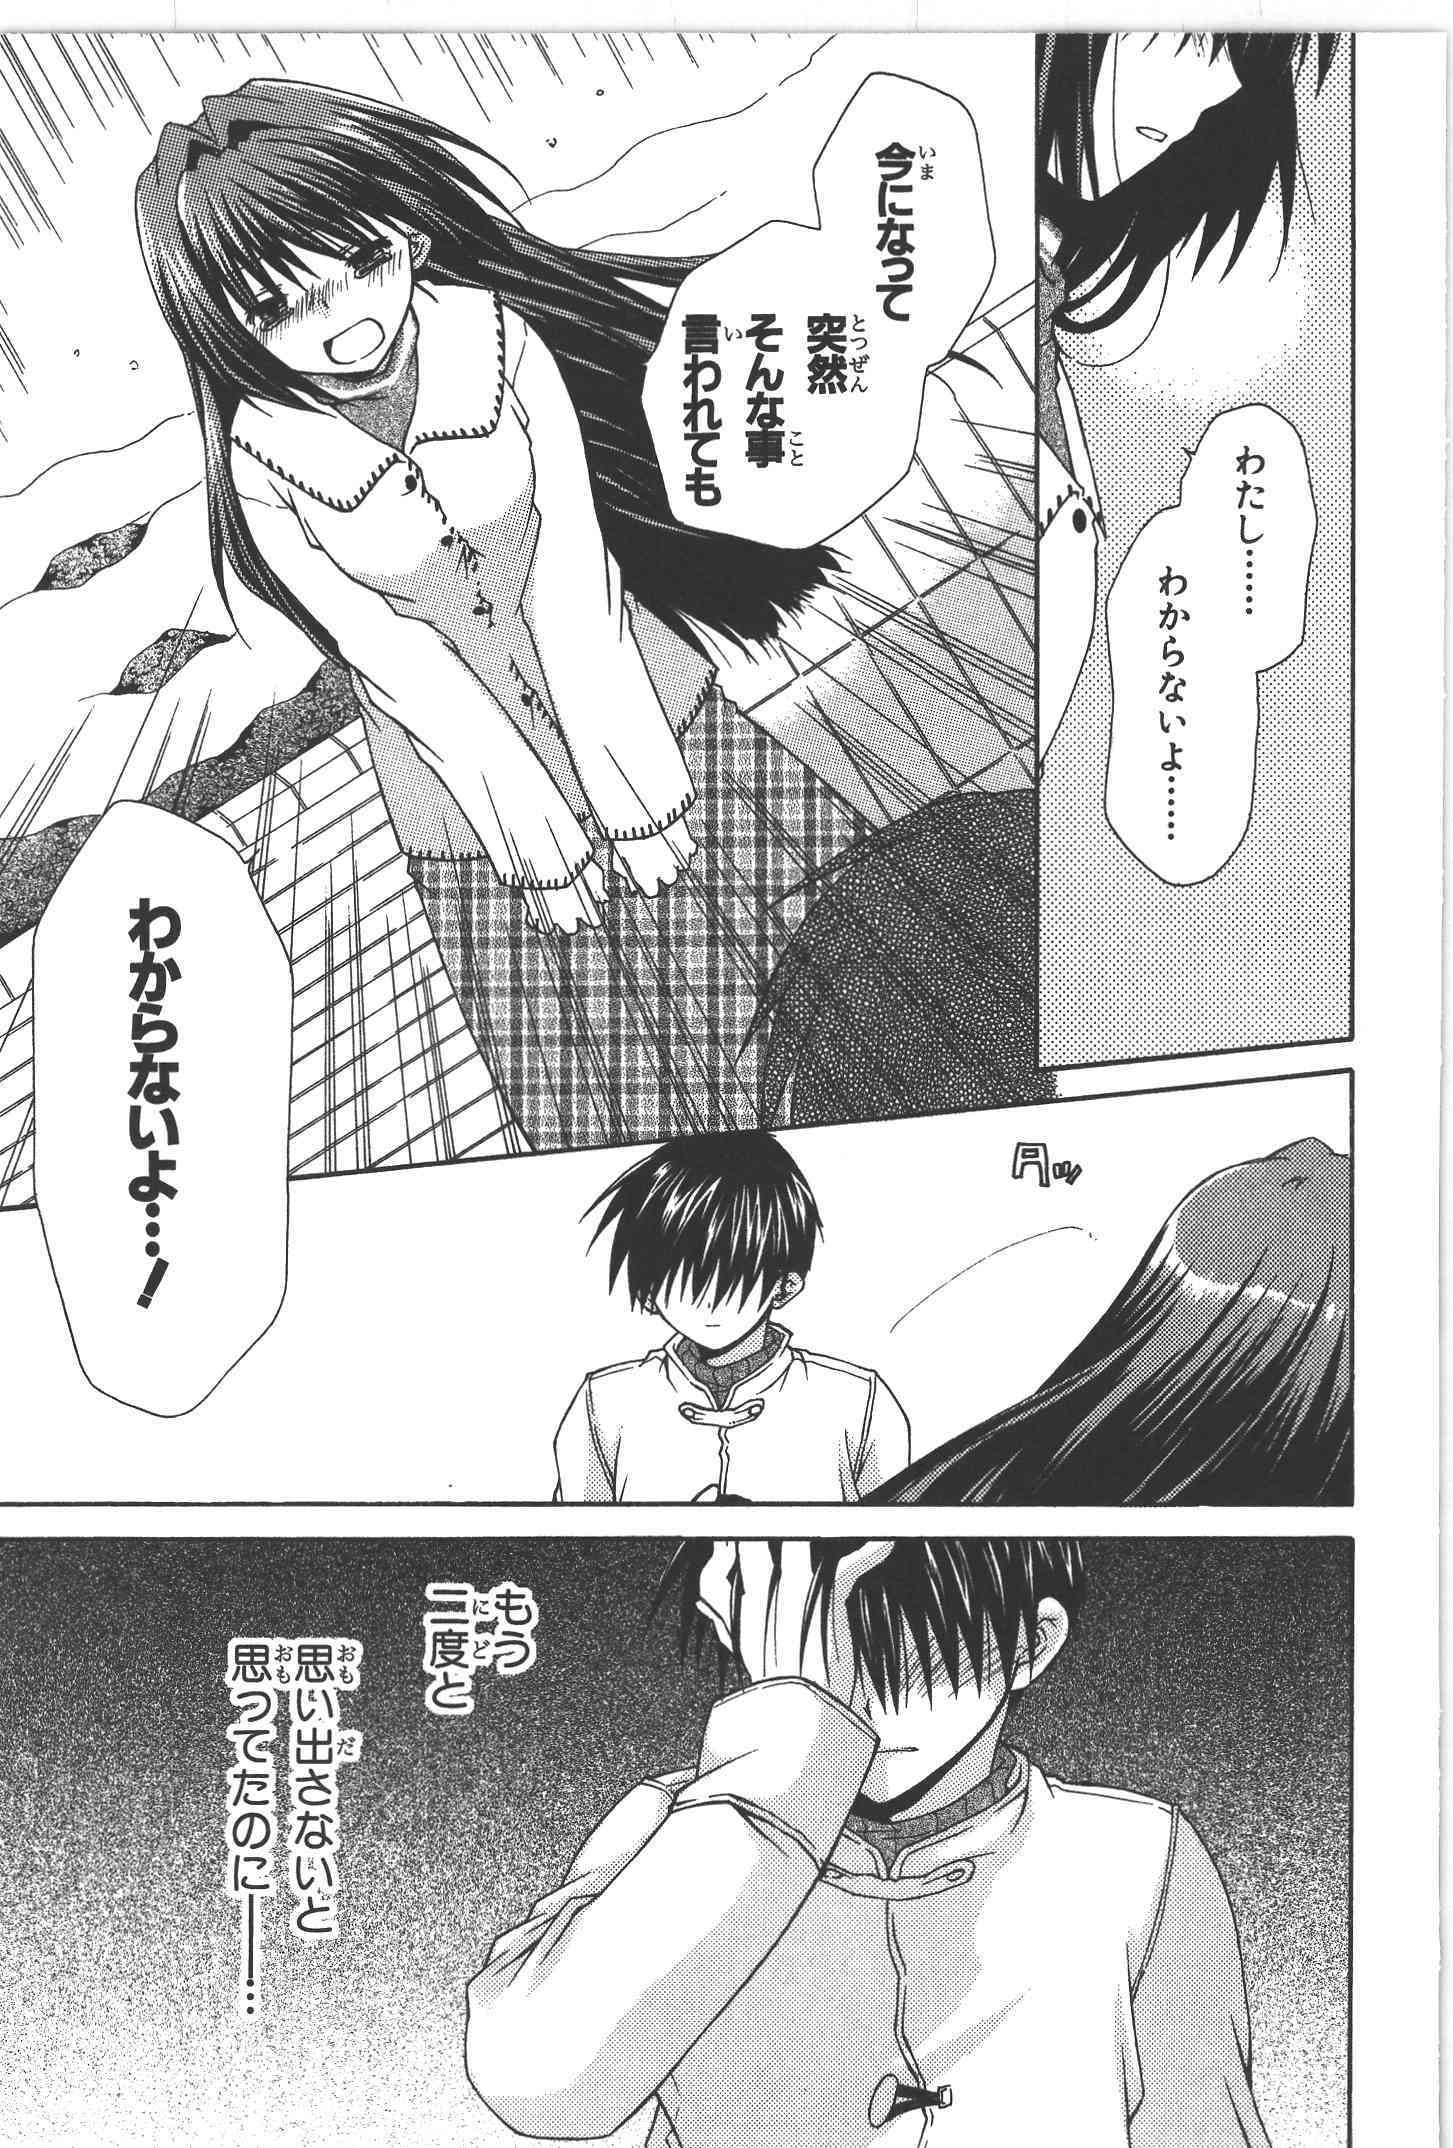 わたし……
わからないよ……
今になって
突然
そんな事
言われても
わからないよ…！
ダッ
もう
二度と
思い出さないと
思ってたのに――…